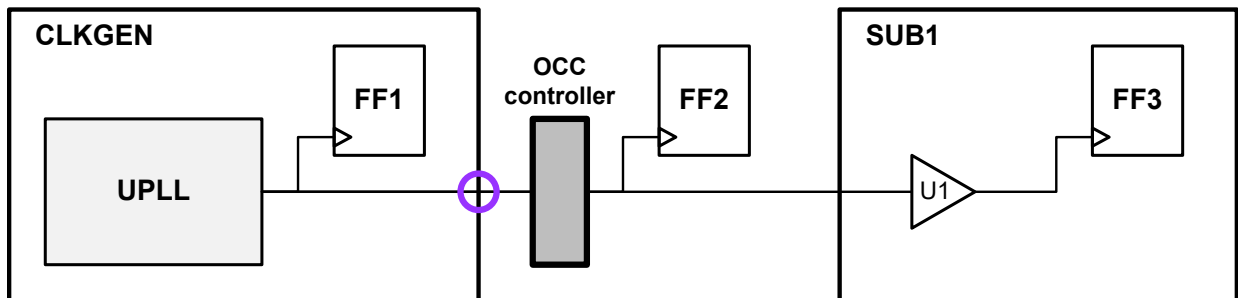 CLKGEN
UPLL
FF1
OCC
controller
FF2
SUB1
U1
FF3